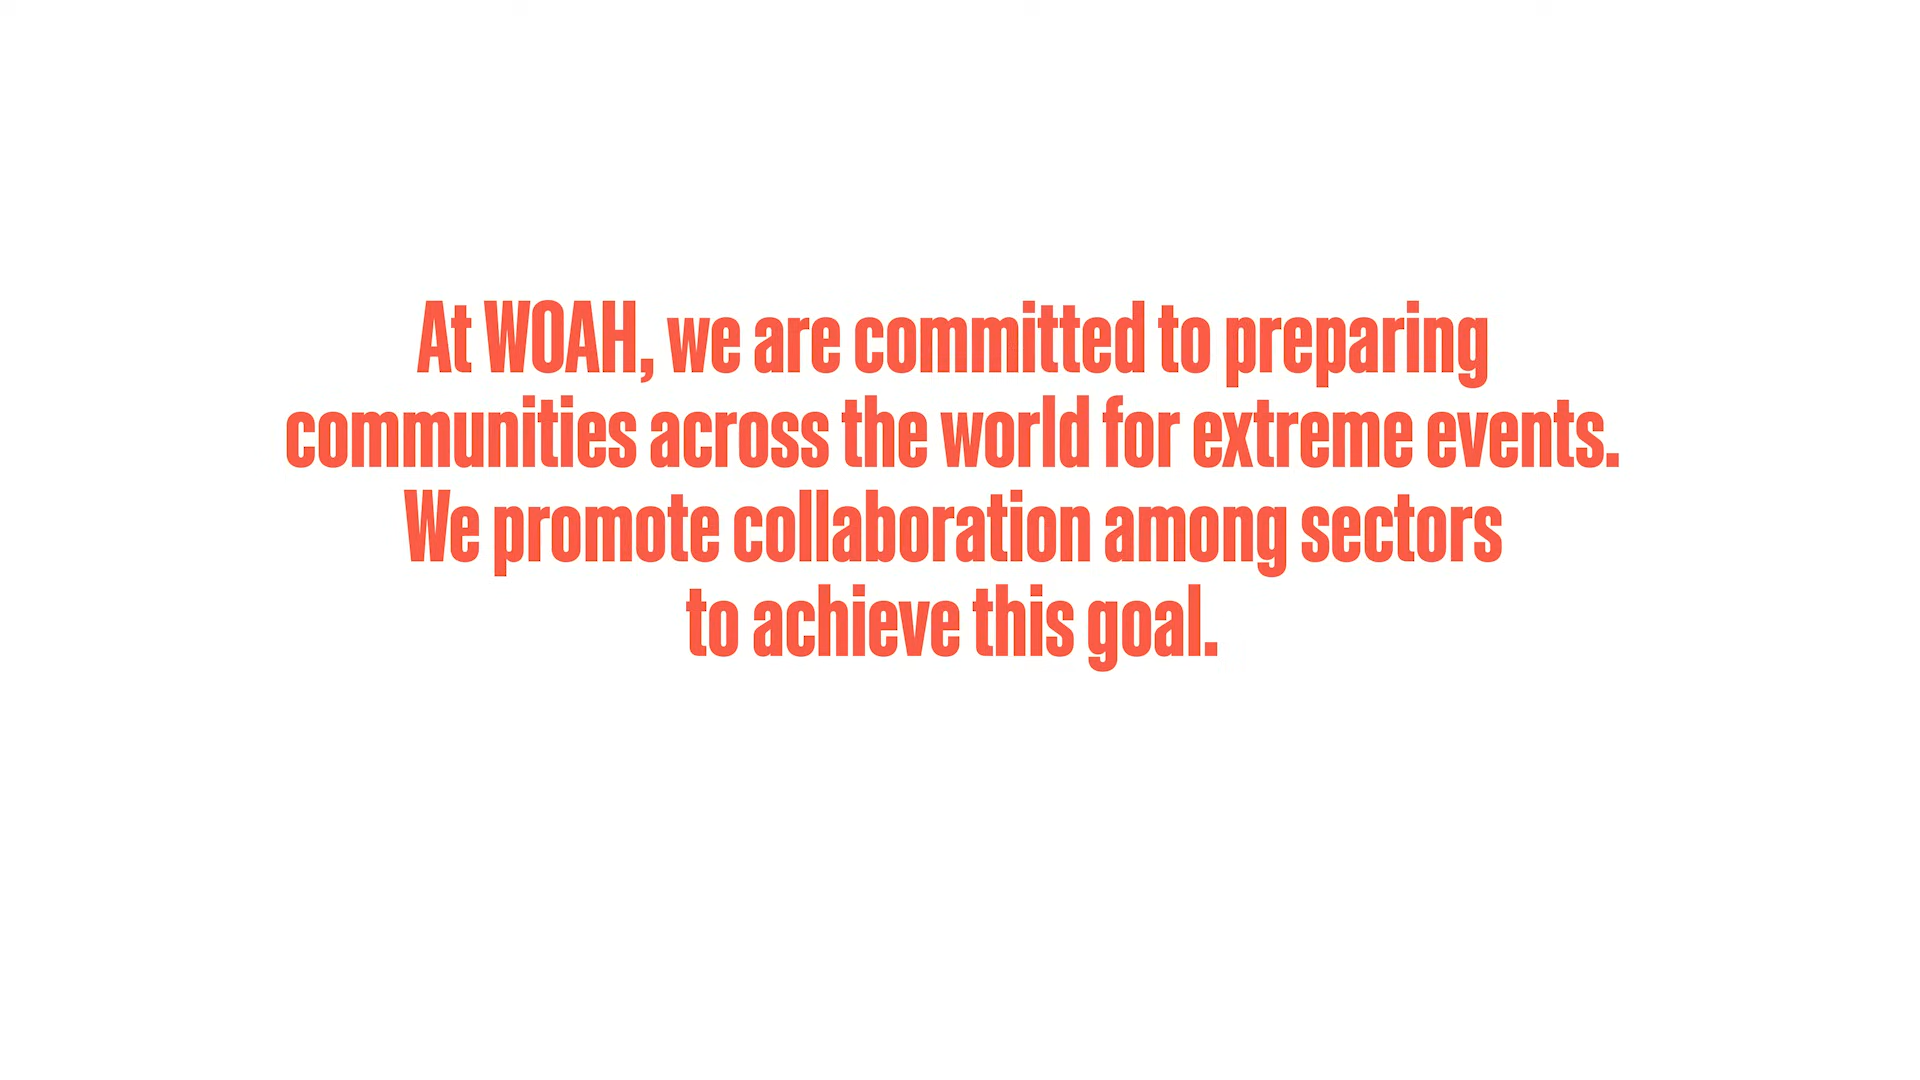 At WOAH, we are committed to preparing
communities across the world for extreme events.
We promote collaboration among sectors
to achieve this goal.